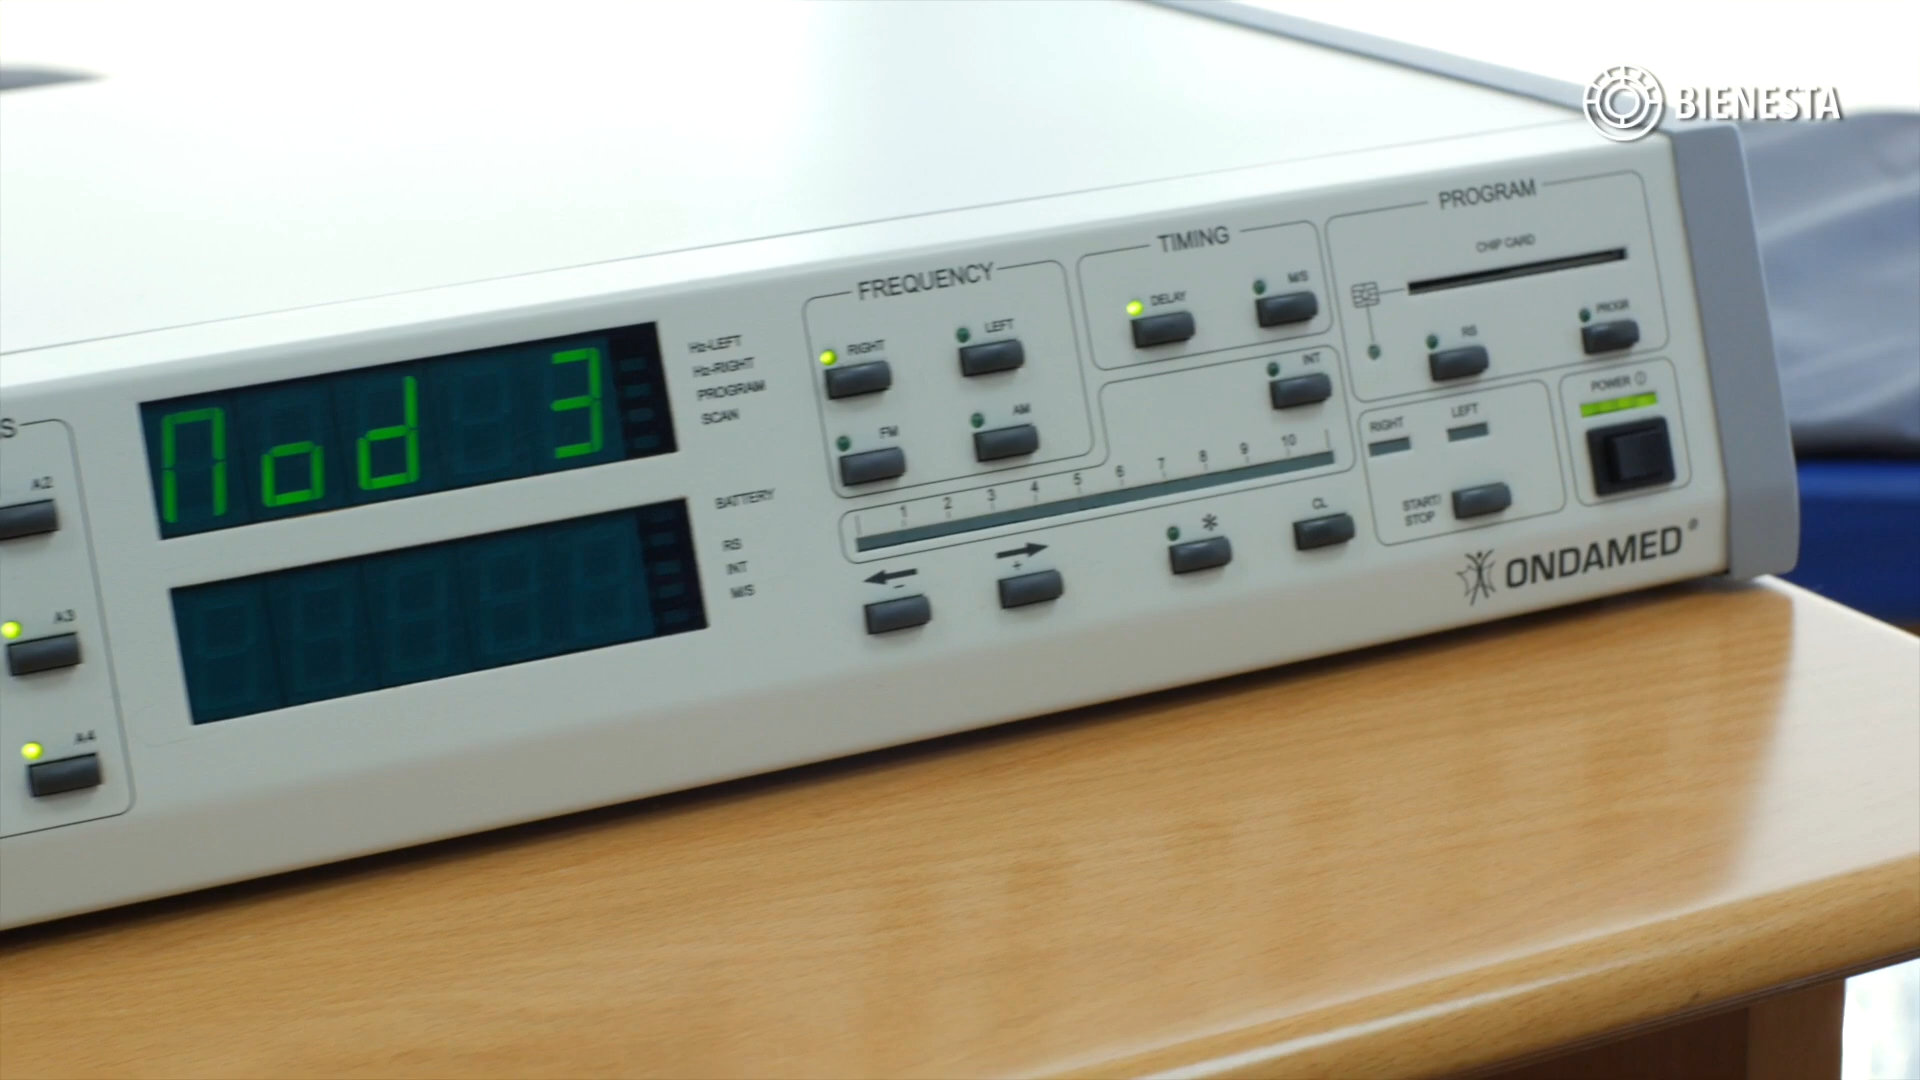 BIENESTA
PROGRAM
CHIP CARD
RS
PROGR
TIMING
DELAY
M/S
INT
FREQUENCY
RIGHT
LEFT
FM
AM
1 2 3 4 5 6 7 8 9 10
Mod 3
Hz-LEFT
Hz-RIGHT
PROGRAM
SCAN
BATTERY
RS
INT
M/S
S
A2
A3
A4
← −
→ +
*
CL
RIGHT
LEFT
START/
STOP
POWER
ONDAMED®